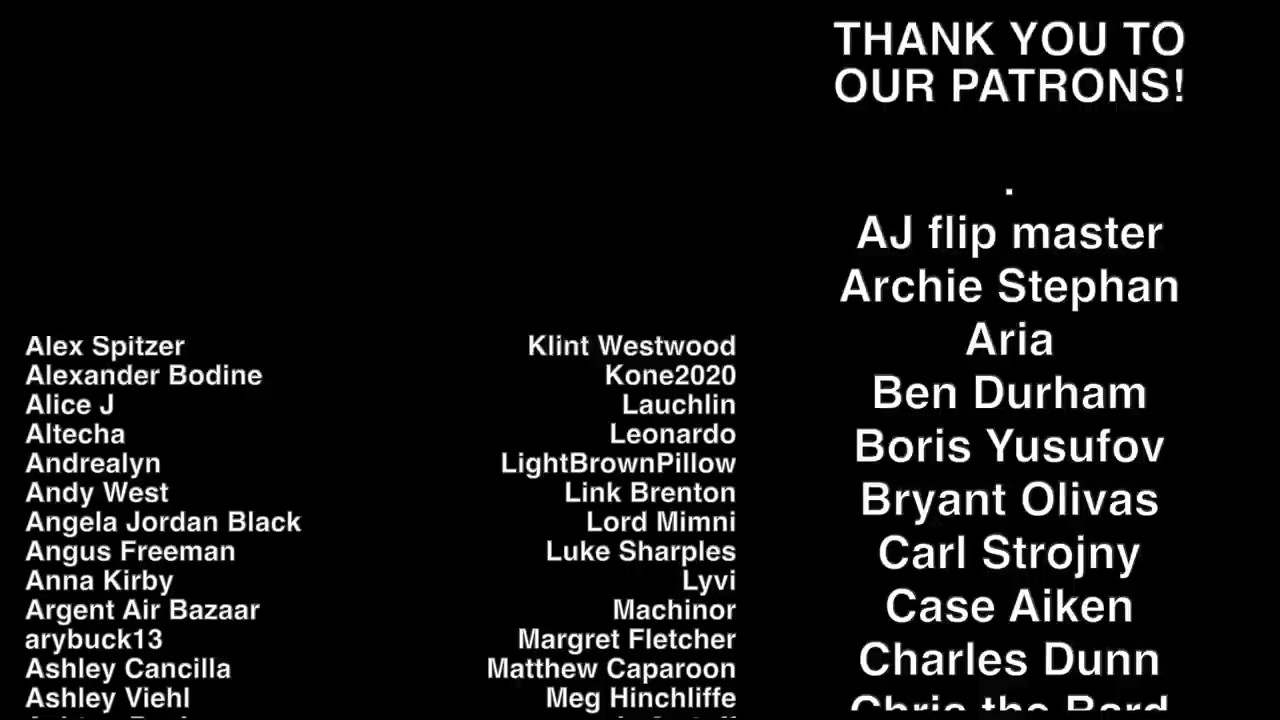 THANK YOU TO
OUR PATRONS!
.
AJ flip master
Archie Stephan
Aria
Ben Durham
Boris Yusufov
Bryant Olivas
Carl Strojny
Case Aiken
Charles Dunn
Chris the Bard
Alex Spitzer
Alexander Bodine
Alice J
Altecha
Andrealyn
Andy West
Angela Jordan Black
Angus Freeman
Anna Kirby
Argent Air Bazaar
arybuck13
Ashley Cancilla
Ashley Viehl
Klint Westwood
Kone2020
Lauchlin
Leonardo
LightBrownPillow
Link Brenton
Lord Mimni
Luke Sharples
Lyvi
Machinor
Margret Fletcher
Matthew Caparoon
Meg Hinchliffe